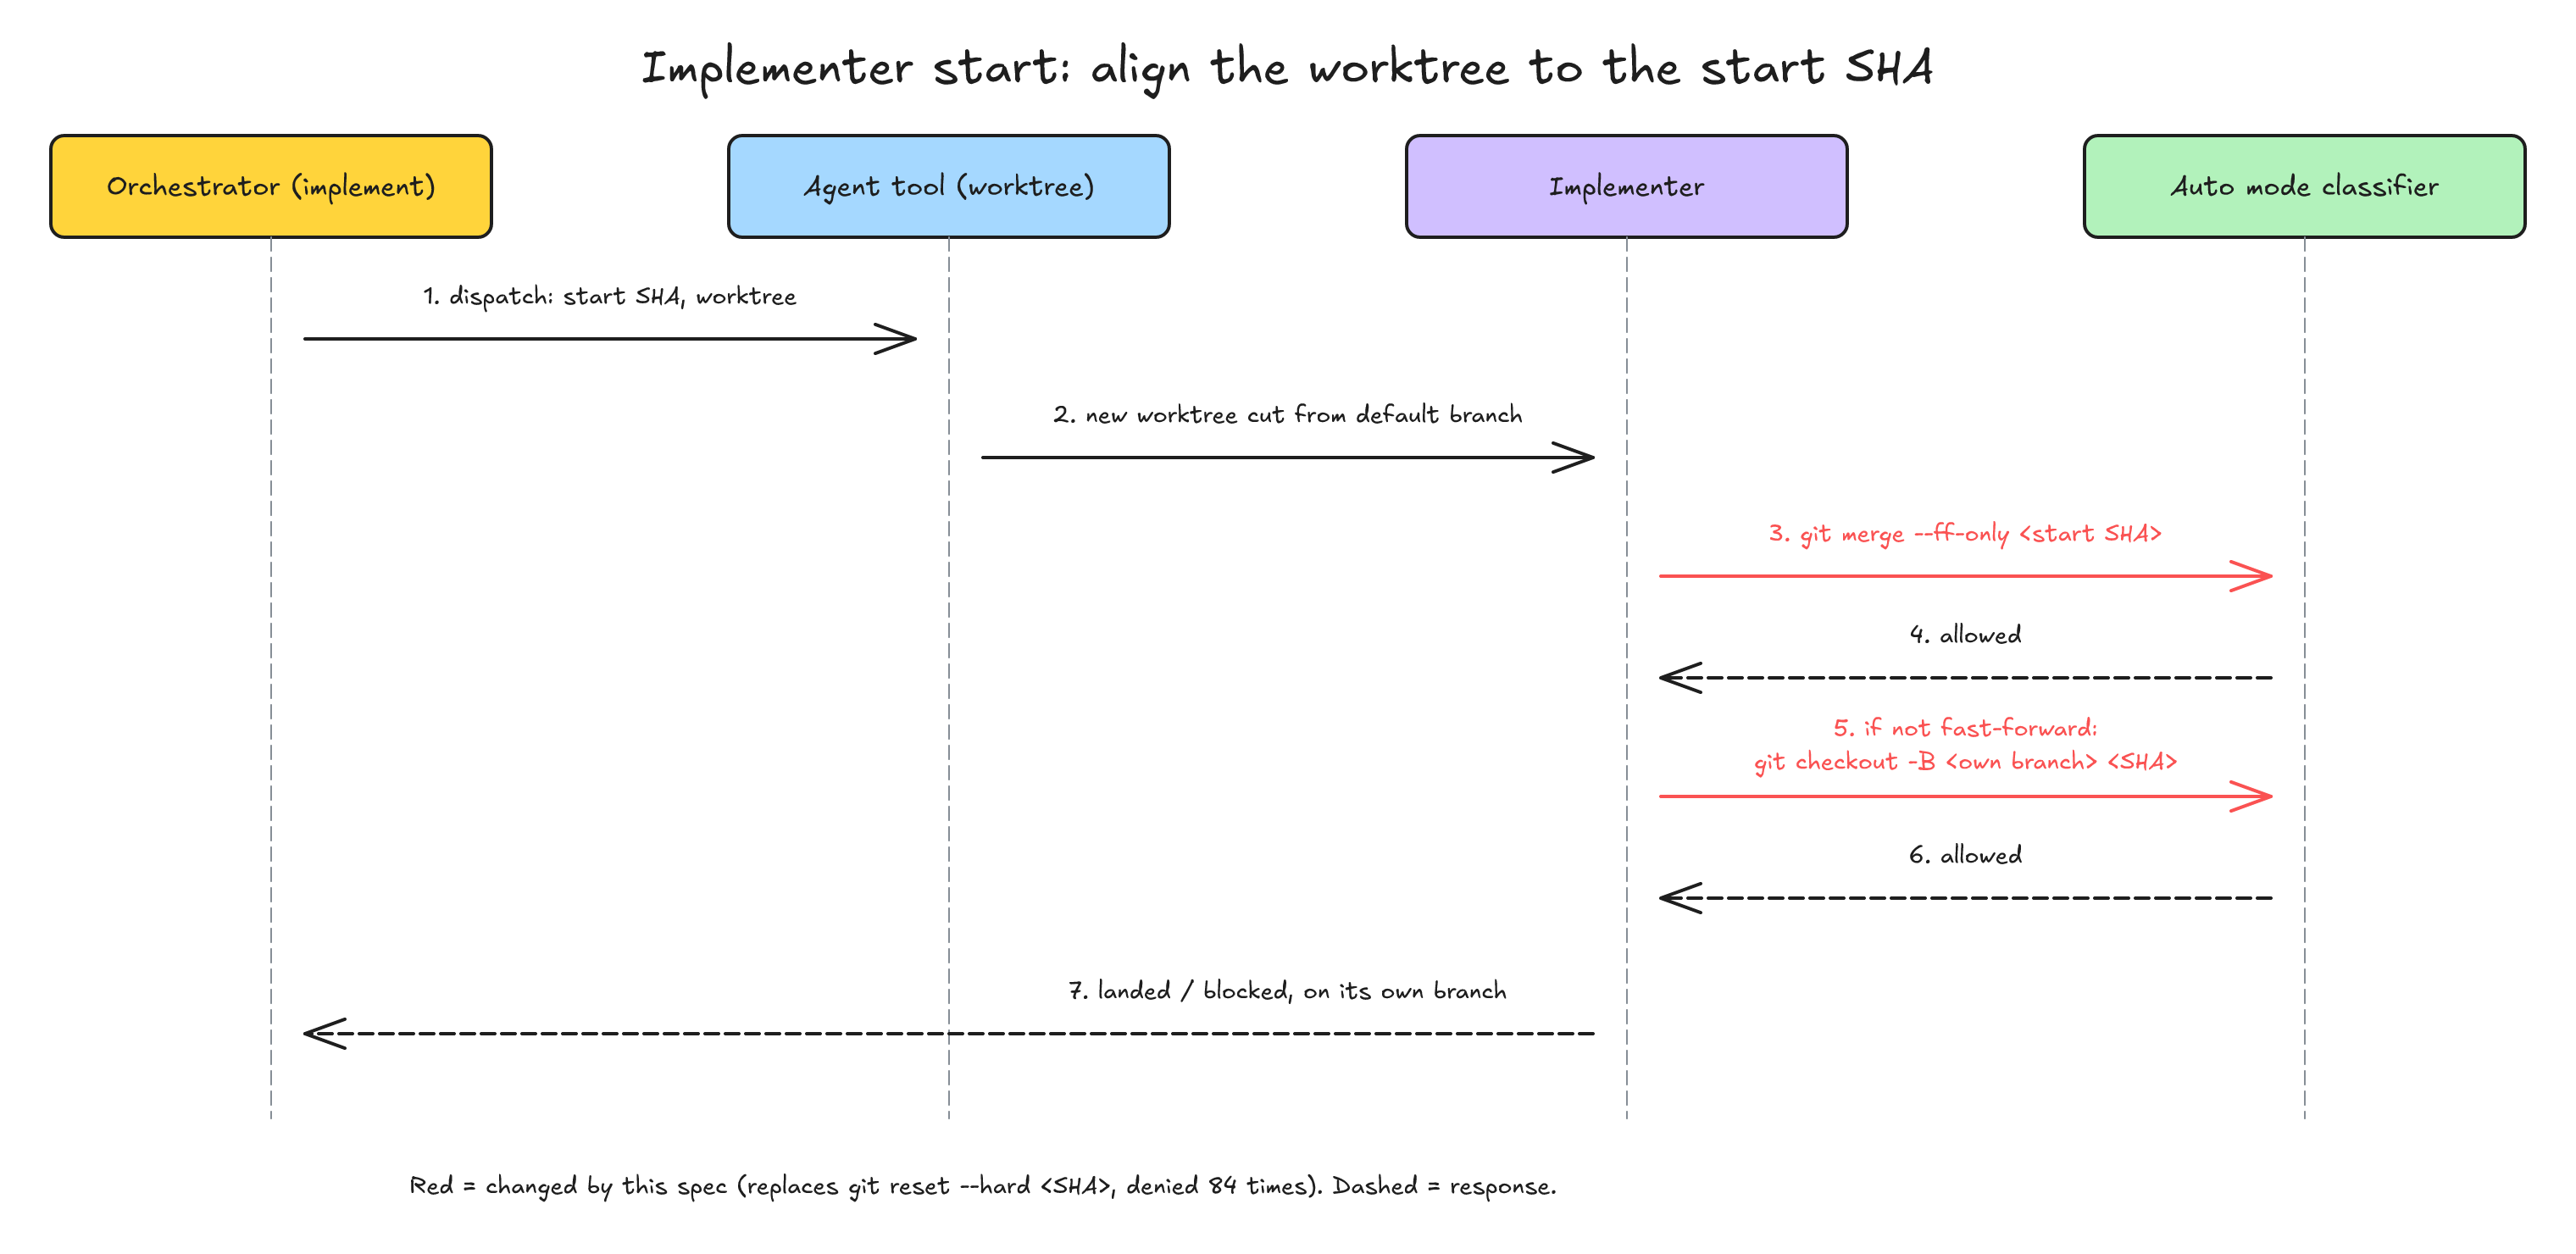 Implementer start: align the worktree to the start SHA
Orchestrator (implement)
Agent tool (worktree)
Implementer
Auto mode classifier
1. dispatch: start SHA, worktree
2. new worktree cut from default branch
3. git merge --ff-only <start SHA>
4. allowed
5. if not fast-forward:
git checkout -B <own branch> <SHA>
6. allowed
7. landed / blocked, on its own branch
Red = changed by this spec (replaces git reset --hard <SHA>, denied 84 times). Dashed = response.